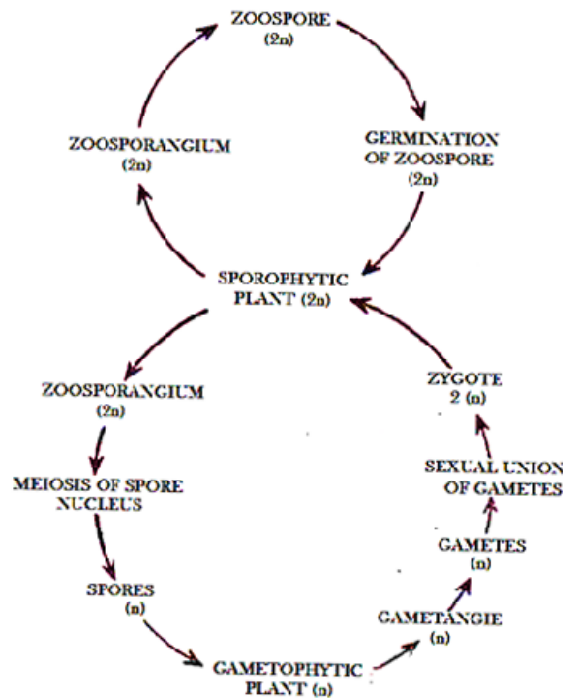 ZOOSPORE
(2n)
ZOOSPORANGIUM
(2n)
GERMINATION
OF ZOOSPORE
(2n)
SPOROPHYTIC
PLANT (2n)
ZOOSPORANGIUM
(2n)
ZYGOTE
2 (n)
MEIOSIS OF SPORE
NUCLEUS
SEXUAL UNION
OF GAMETES
GAMETES
(n)
SPORES
(n)
GAMETANGIE
(n)
GAMETOPHYTIC
PLANT (n)